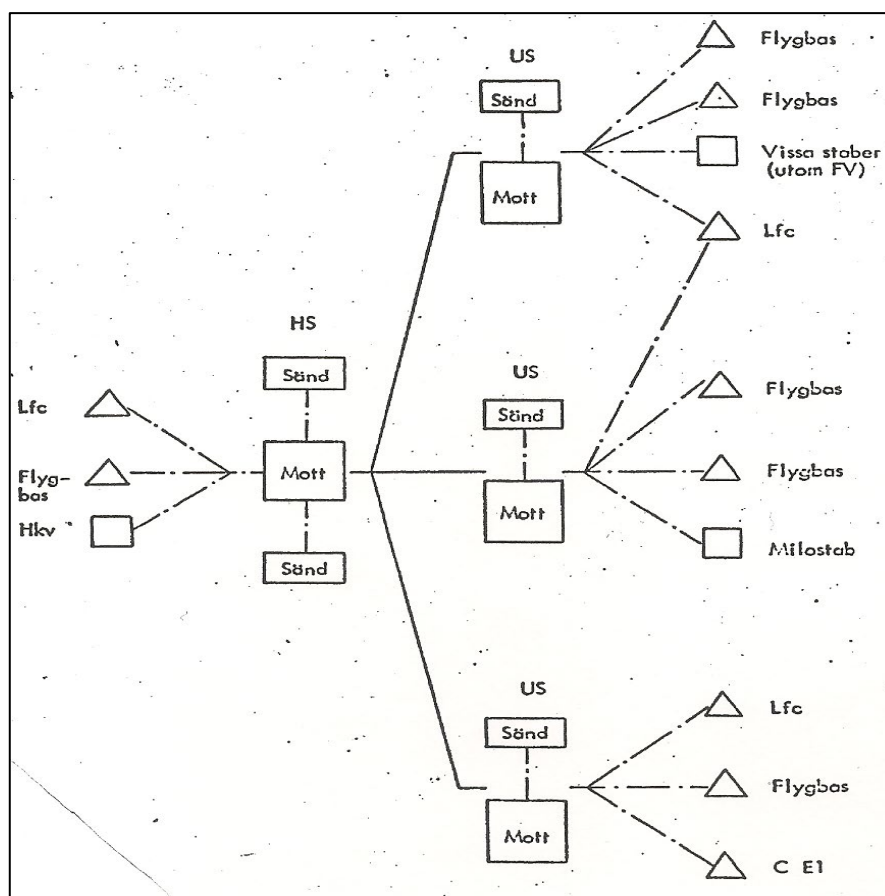 Flygbas
US
Sänd
Flygbas
Vissa staber
(utom FV)
Mott
Lfc
HS
Sänd
US
Flygbas
Lfc
Sänd
Mott
Flygbas
Flyg-
bas
Mott
Hkv
Milostab
Sänd
US
Lfc
Sänd
Flygbas
Mott
C E1